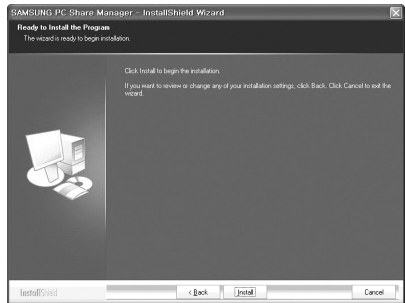 SAMSUNG PC Share Manager - InstallShield Wizard
Ready to Install the Program
The wizard is ready to begin installation.
Click Install to begin the installation.
If you want to review or change any of your installation settings, click Back. Click Cancel to exit the
wizard.
InstallShield
< Back
Install
Cancel